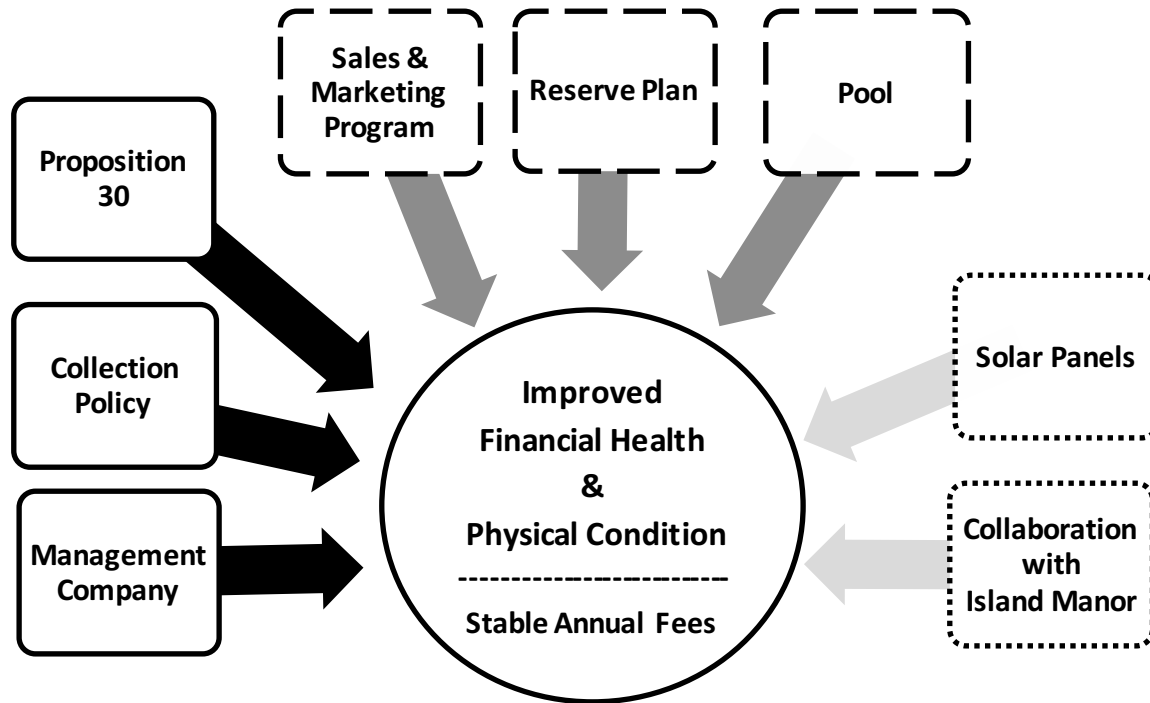 Sales &
Marketing
Program
Reserve Plan
Pool
Proposition
30
Collection
Policy
Management
Company
Improved
Financial Health
&
Physical Condition
----------------------------
Stable Annual Fees
Solar Panels
Collaboration
with
Island Manor